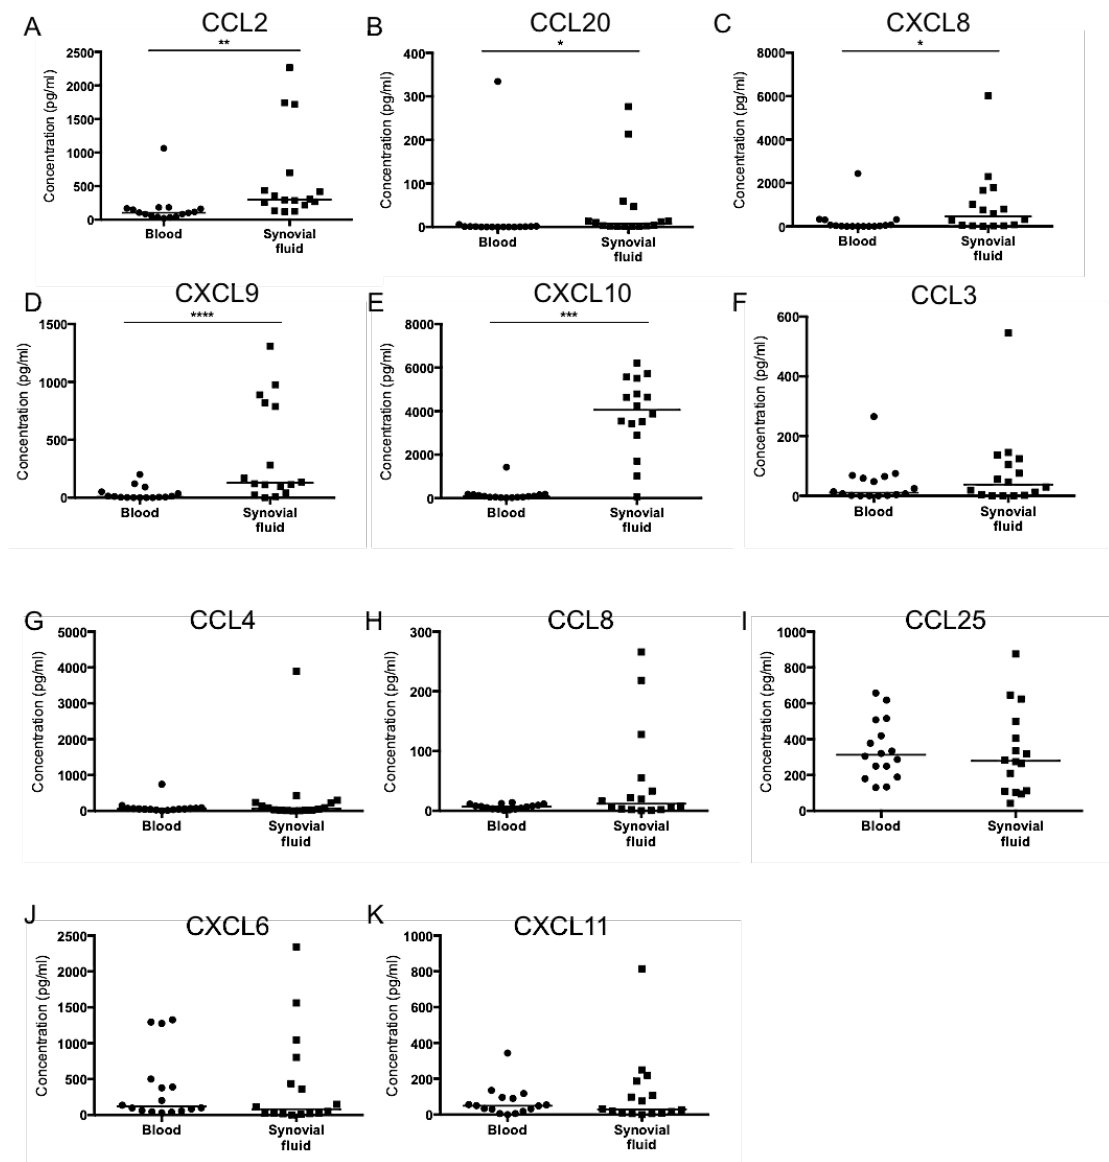 A
CCL2
**
Concentration (pg/ml)
2500
2000
1500
1000
500
0
Blood
Synovial
fluid
B
CCL20
*
Concentration (pg/ml)
400
300
200
100
0
Blood
Synovial
fluid
C
CXCL8
*
Concentration (pg/ml)
8000
6000
4000
2000
0
Blood
Synovial
fluid
D
CXCL9
****
Concentration (pg/ml)
1500
1000
500
0
Blood
Synovial
fluid
E
CXCL10
***
Concentration (pg/ml)
8000
6000
4000
2000
0
Blood
Synovial
fluid
F
CCL3
Concentration (pg/ml)
600
400
200
0
Blood
Synovial
fluid
G
CCL4
Concentration (pg/ml)
5000
4000
3000
2000
1000
0
Blood
Synovial
fluid
H
CCL8
Concentration (pg/ml)
300
200
100
0
Blood
Synovial
fluid
I
CCL25
Concentration (pg/ml)
1000
800
600
400
200
0
Blood
Synovial
fluid
J
CXCL6
Concentration (pg/ml)
2500
2000
1500
1000
500
0
Blood
Synovial
fluid
K
CXCL11
Concentration (pg/ml)
1000
800
600
400
200
0
Blood
Synovial
fluid